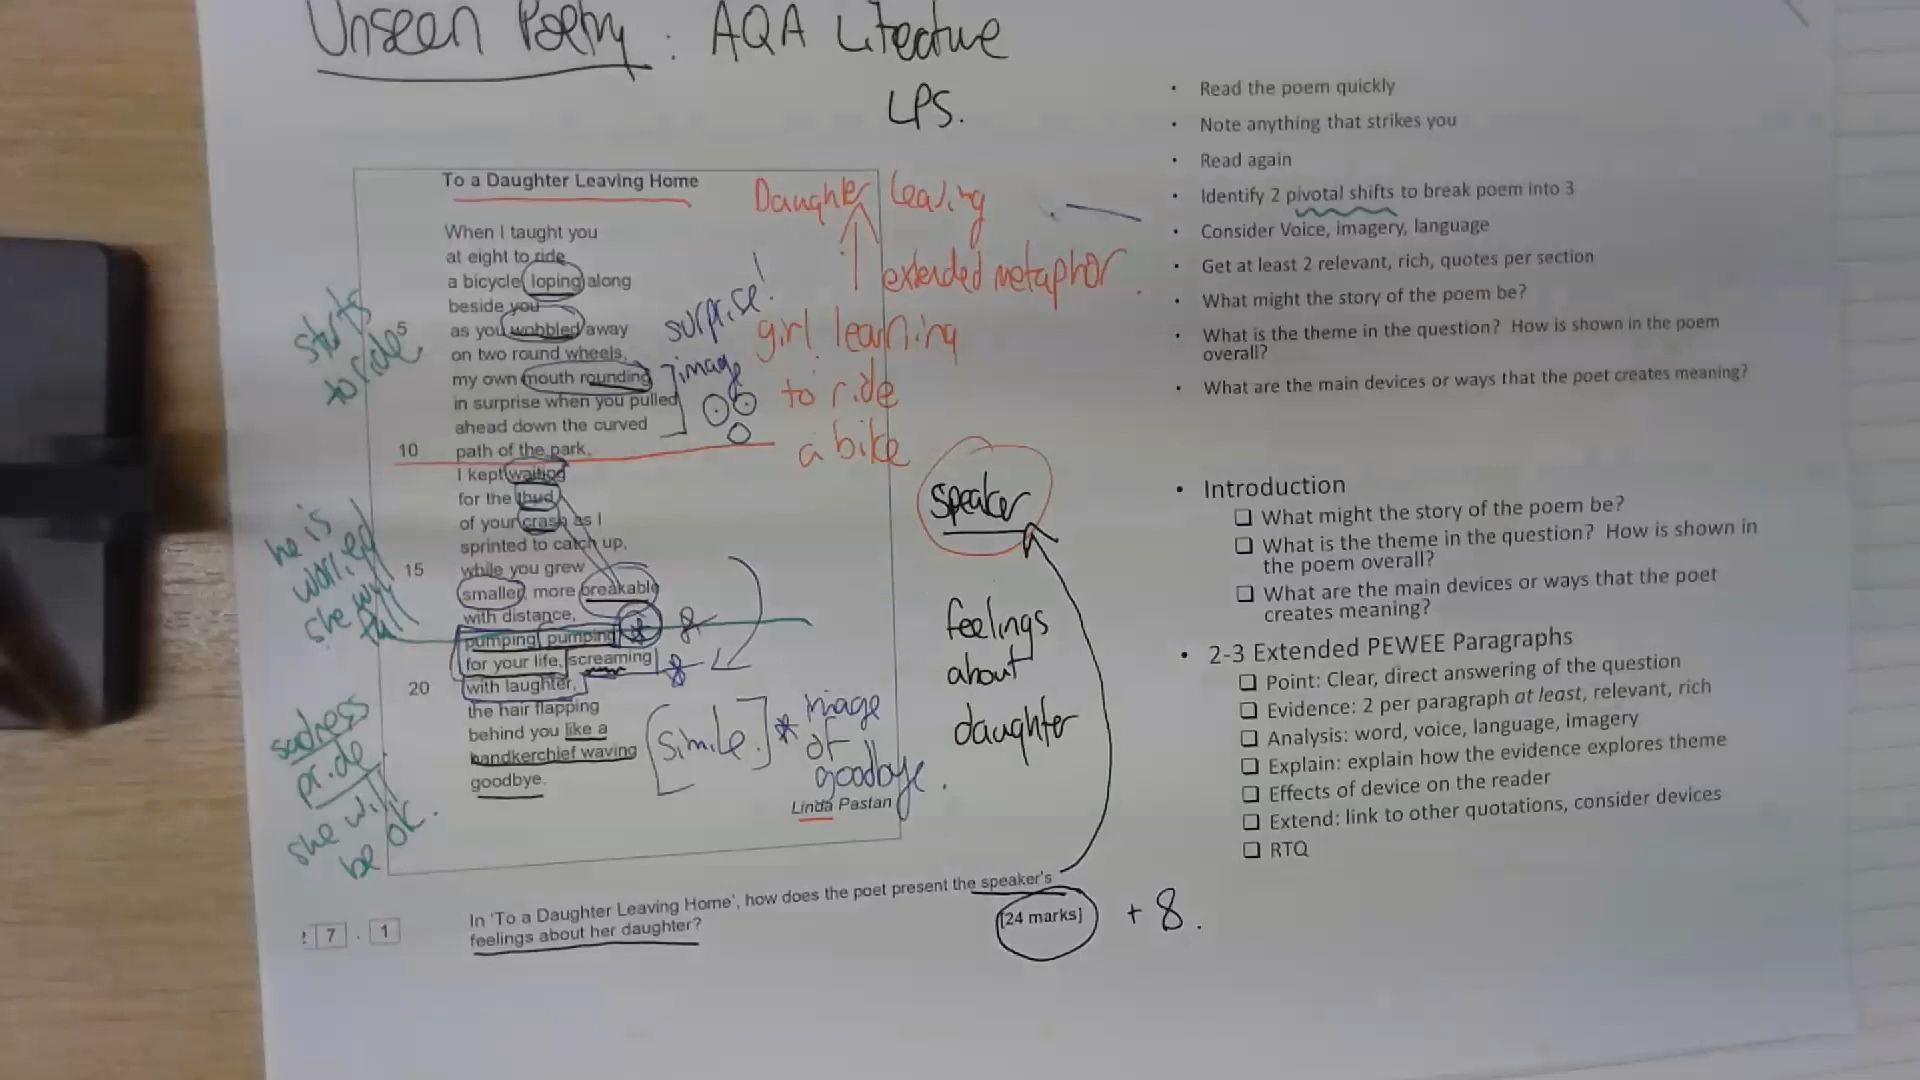 Unseen Poetry : AQA Literature
LPS.
To a Daughter Leaving Home
When I taught you
at eight to ride
a bicycle loping along
beside you
5 as you wobbled away
on two round wheels,
my own mouth rounding
in surprise when you pulled
ahead down the curved
10 path of the park,
I kept waiting
for the thud
of your crash as I
sprinted to catch up,
15 while you grew
smaller, more breakable
with distance,
pumping, pumping
for your life, screaming
20 with laughter,
the hair flapping
behind you like a
handkerchief waving
goodbye.
Linda Pastan
starts
to ride
he is
worried
she will
fall
sadness
pride
she will
be ok.
surprise!
image
Daughter leaving
extended metaphor
girl learning
to ride
a bike
[simile.] * image
of
goodbye.
speaker
feelings
about
daughter
7 . 1
In 'To a Daughter Leaving Home', how does the poet present the speaker's
feelings about her daughter?
[24 marks] + 8.
• Read the poem quickly
• Note anything that strikes you
• Read again
• Identify 2 pivotal shifts to break poem into 3
• Consider Voice, imagery, language
• Get at least 2 relevant, rich, quotes per section
• What might the story of the poem be?
• What is the theme in the question? How is shown in the poem
overall?
• What are the main devices or ways that the poet creates meaning?
• Introduction
❑ What might the story of the poem be?
❑ What is the theme in the question? How is shown in
the poem overall?
❑ What are the main devices or ways that the poet
creates meaning?
• 2-3 Extended PEWEE Paragraphs
❑ Point: Clear, direct answering of the question
❑ Evidence: 2 per paragraph at least, relevant, rich
❑ Analysis: word, voice, language, imagery
❑ Explain: explain how the evidence explores theme
❑ Effects of device on the reader
❑ Extend: link to other quotations, consider devices
❑ RTQ